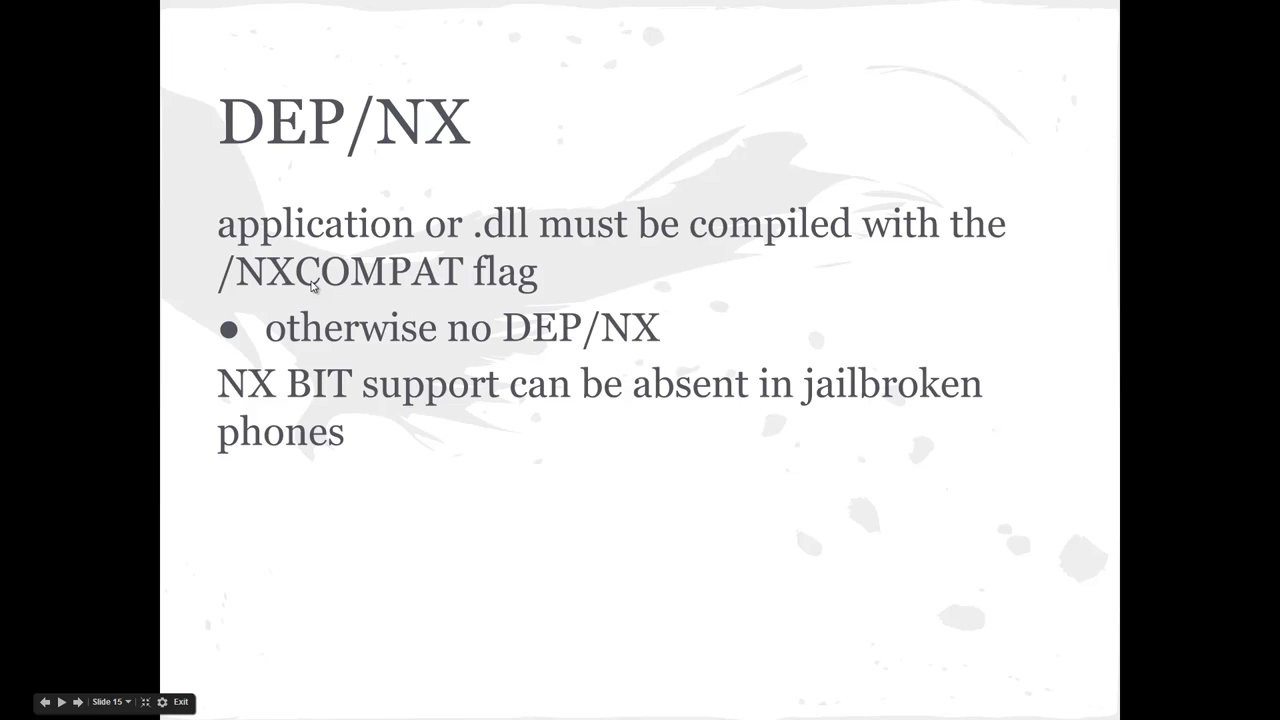 DEP/NX
application or .dll must be compiled with the
/NXCOMPAT flag
● otherwise no DEP/NX
NX BIT support can be absent in jailbroken
phones
Slide 15
Exit